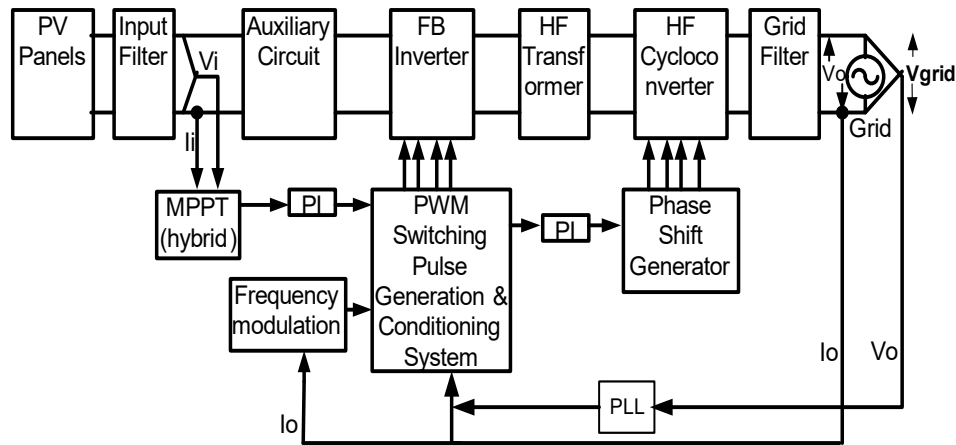 PV
Panels
Input
Filter
Vi
Ii
Auxiliary
Circuit
FB
Inverter
HF
Transf
ormer
HF
Cycloco
nverter
Grid
Filter
Vo
Vgrid
Grid
MPPT
(hybrid)
PI
PWM
Switching
Pulse
Generation &
Conditioning
System
PI
Phase
Shift
Generator
Frequency
modulation
Io
Vo
PLL
Io